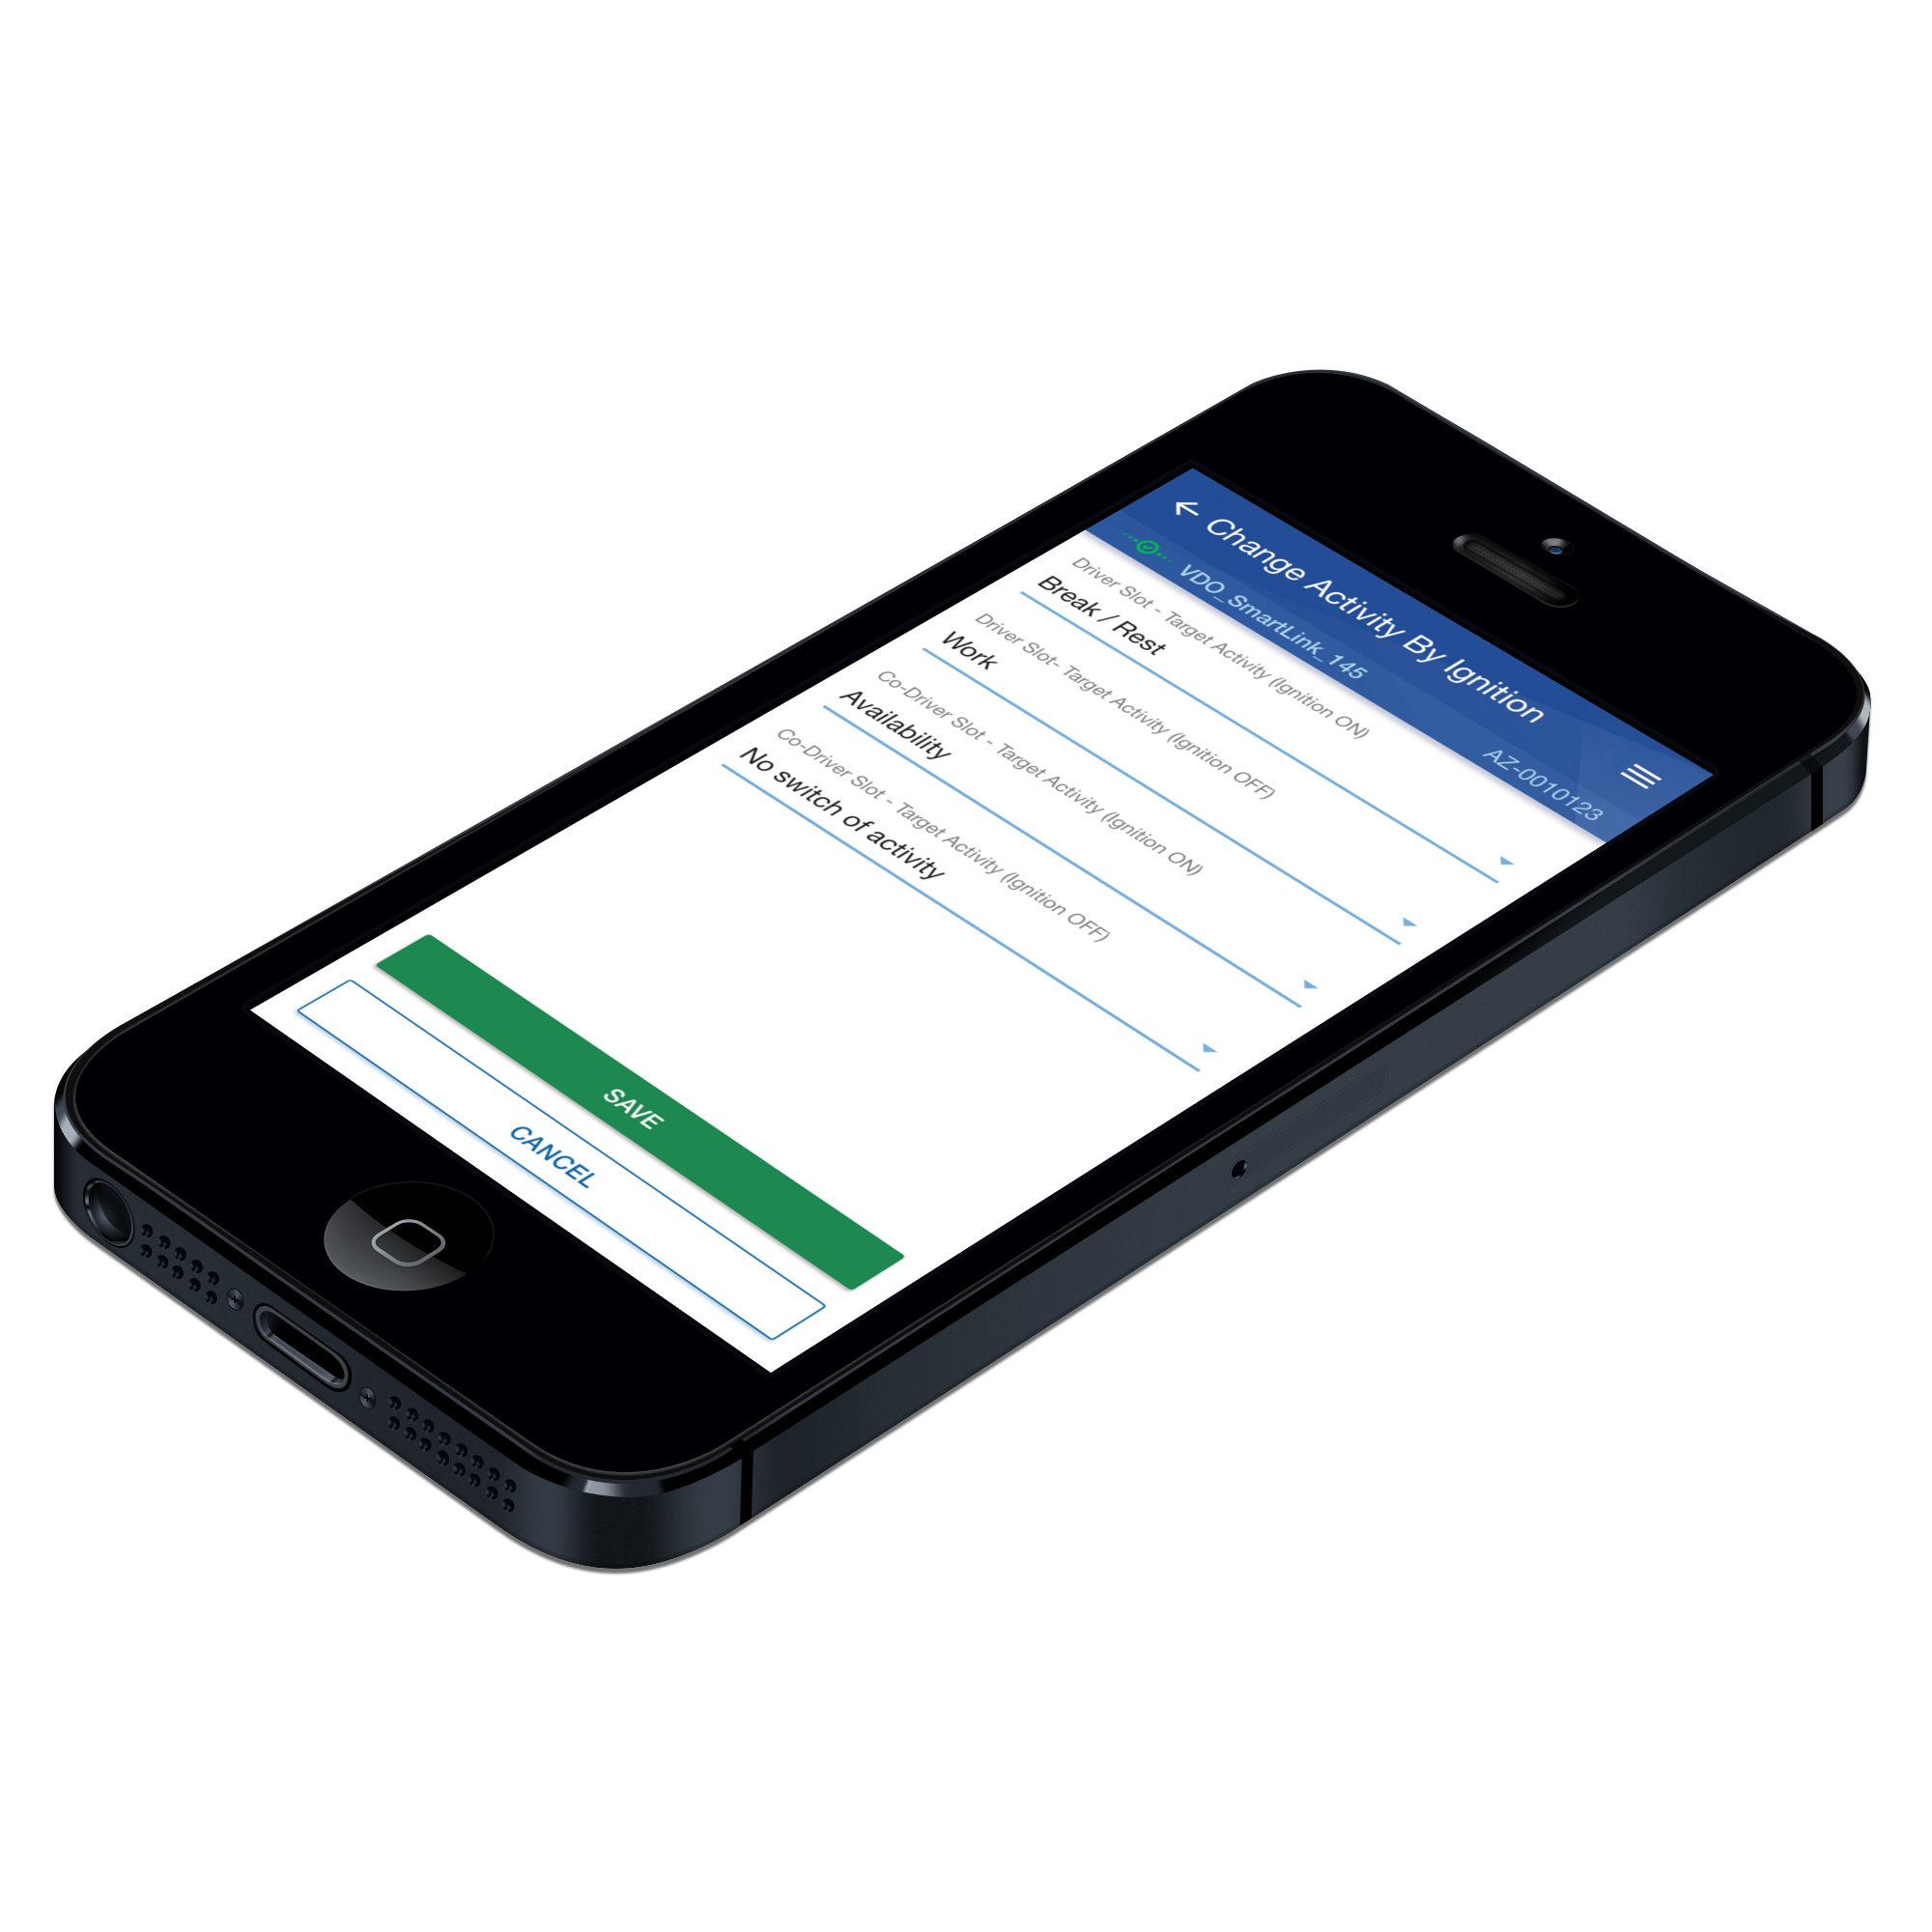 Change Activity By Ignition
VDO_SmartLink_145 AZ-0010123
Driver Slot - Target Activity (Ignition ON)
Break / Rest
Driver Slot- Target Activity (Ignition OFF)
Work
Co-Driver Slot - Target Activity (Ignition ON)
Availability
Co-Driver Slot - Target Activity (Ignition OFF)
No switch of activity
SAVE
CANCEL